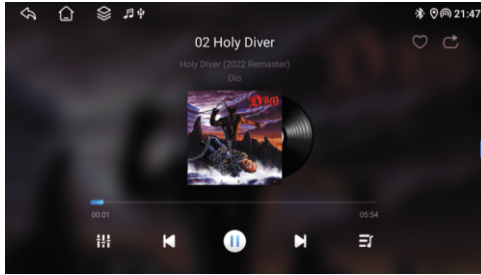 21:47
02 Holy Diver
Holy Diver (2022 Remaster)
Dio
DIO
00:01
05:54